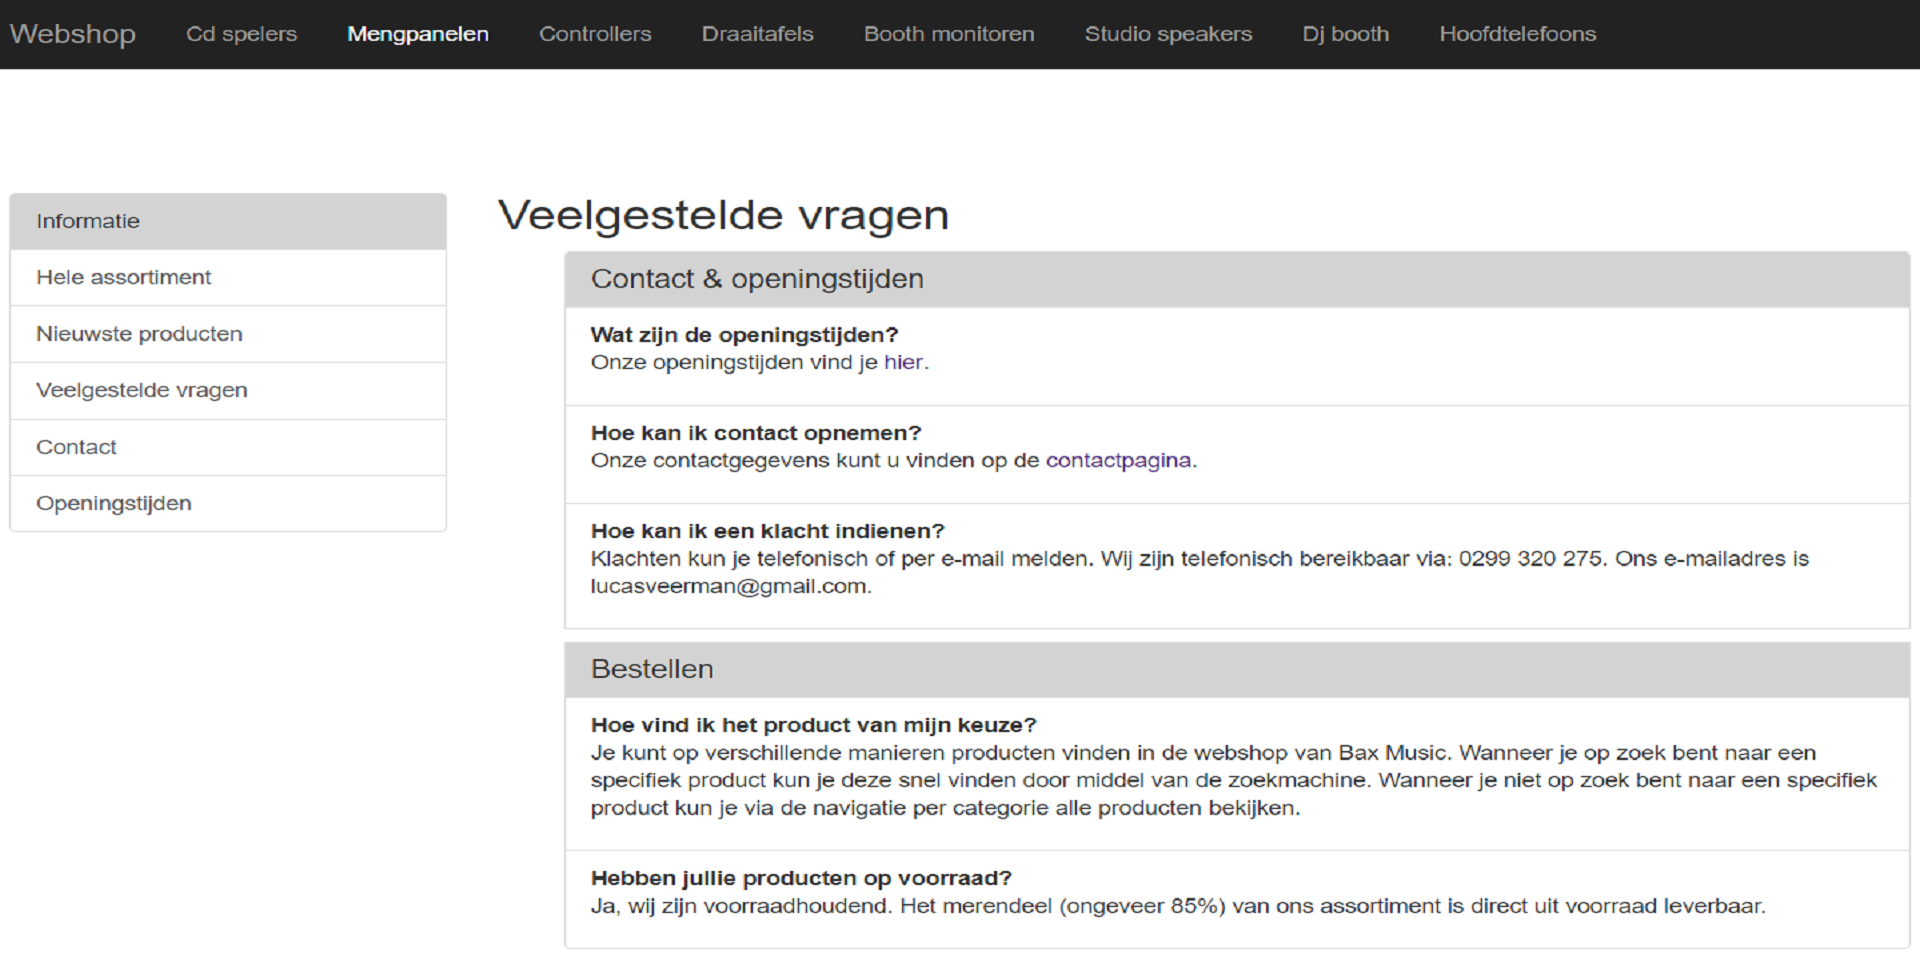 Webshop Cd spelers Mengpanelen Controllers Draaitafels Booth monitoren Studio speakers Dj booth Hoofdtelefoons
Informatie
Hele assortiment
Nieuwste producten
Veelgestelde vragen
Contact
Openingstijden
Veelgestelde vragen
Contact & openingstijden
Wat zijn de openingstijden?
Onze openingstijden vind je hier.
Hoe kan ik contact opnemen?
Onze contactgegevens kunt u vinden op de contactpagina.
Hoe kan ik een klacht indienen?
Klachten kun je telefonisch of per e-mail melden. Wij zijn telefonisch bereikbaar via: 0299 320 275. Ons e-mailadres is
lucasveerman@gmail.com.
Bestellen
Hoe vind ik het product van mijn keuze?
Je kunt op verschillende manieren producten vinden in de webshop van Bax Music. Wanneer je op zoek bent naar een
specifiek product kun je deze snel vinden door middel van de zoekmachine. Wanneer je niet op zoek bent naar een specifiek
product kun je via de navigatie per categorie alle producten bekijken.
Hebben jullie producten op voorraad?
Ja, wij zijn voorraadhoudend. Het merendeel (ongeveer 85%) van ons assortiment is direct uit voorraad leverbaar.